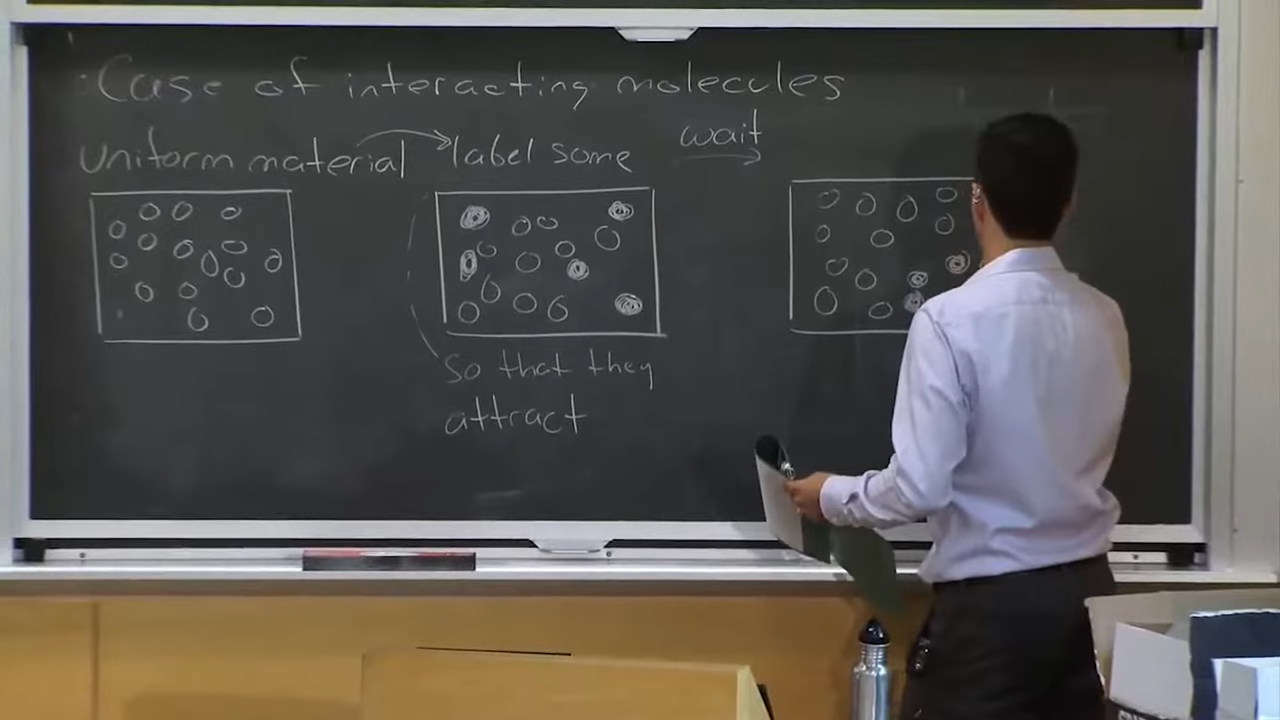 Case of interacting molecules
uniform material label some wait
so that they
attract